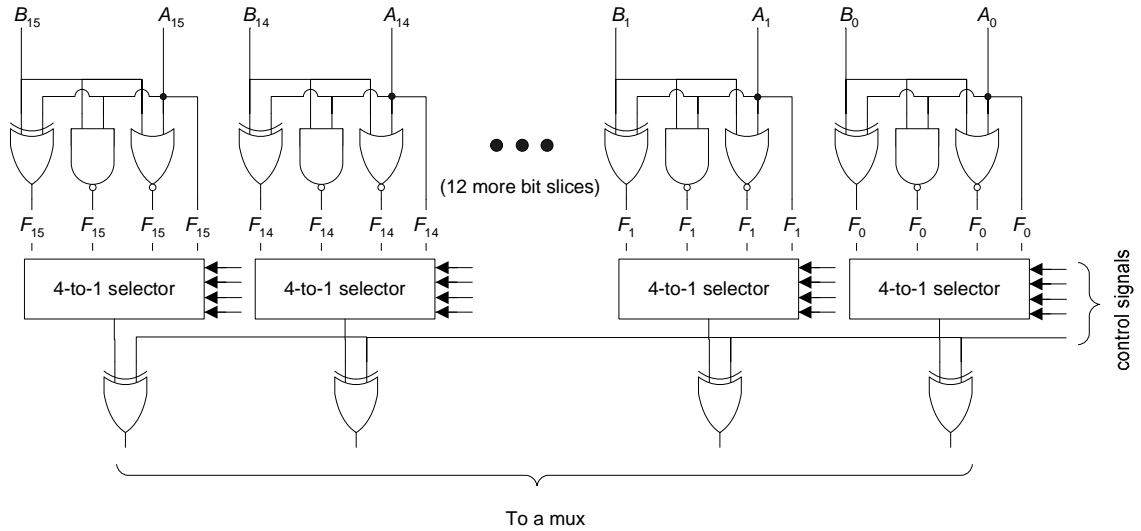 B15 A15 B14 A14 B1 A1 B0 A0
(12 more bit slices)
F15 F15 F15 F15 F14 F14 F14 F14 F1 F1 F1 F1 F0 F0 F0 F0
4-to-1 selector 4-to-1 selector 4-to-1 selector 4-to-1 selector
control signals
To a mux